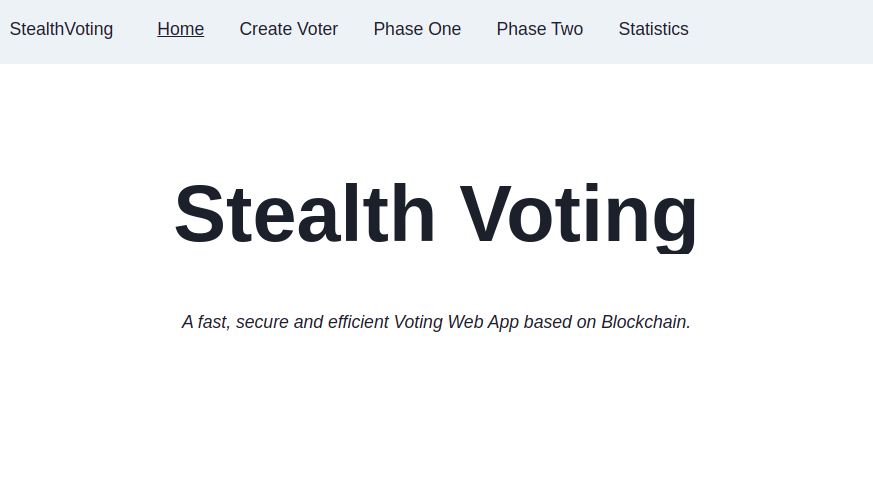 StealthVoting Home Create Voter Phase One Phase Two Statistics
Stealth Voting
A fast, secure and efficient Voting Web App based on Blockchain.